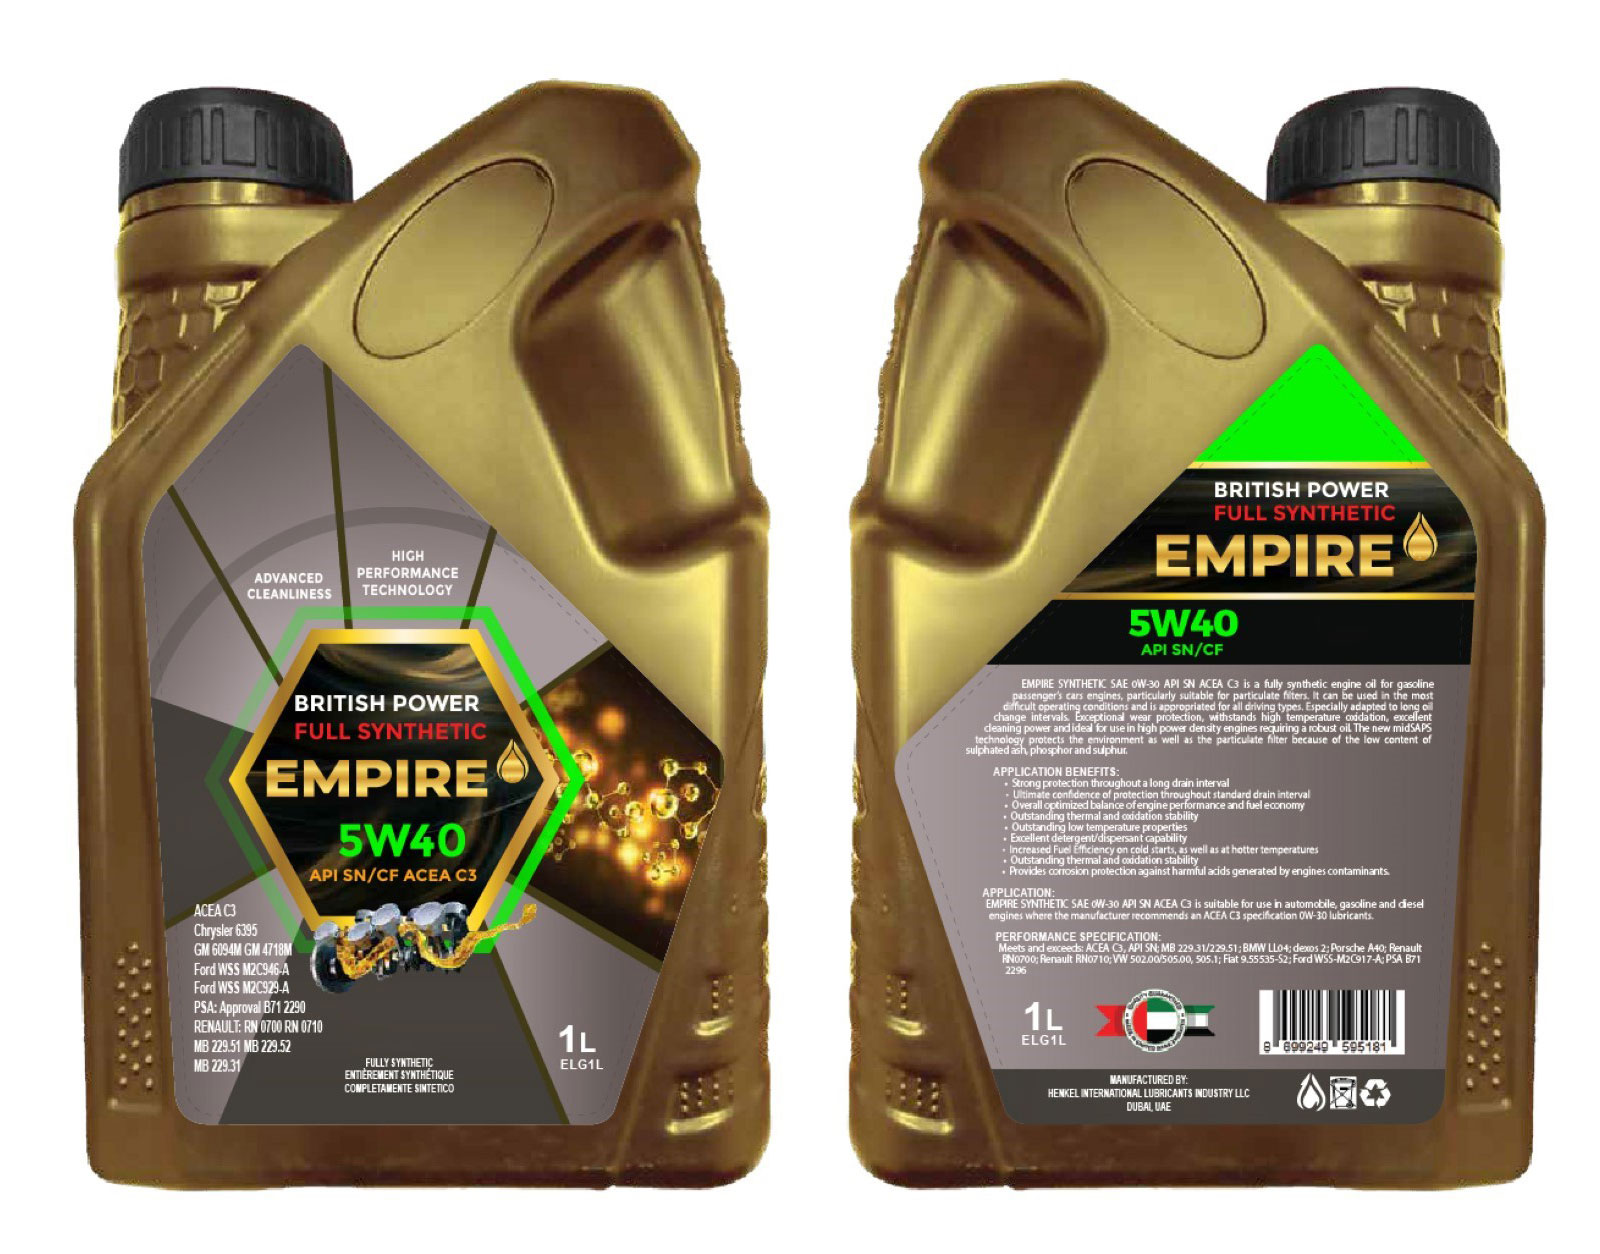 ADVANCED
CLEANLINESS
HIGH
PERFORMANCE
TECHNOLOGY
BRITISH POWER
FULL SYNTHETIC
EMPIRE
5W40
API SN/CF ACEA C3
ACEA C3
Chrysler 6395
GM 6094M GM 4718M
Ford WSS M2C946-A
Ford WSS M2C929-A
PSA: Approval B71 2290
RENAULT: RN 0700 RN 0710
MB 229.51 MB 229.52
MB 229.31
FULLY SYNTHETIC
ENTIÈREMENT SYNTHÉTIQUE
COMPLETAMENTE SINTETICO
1L
ELG1L
BRITISH POWER
FULL SYNTHETIC
EMPIRE
5W40
API SN/CF
EMPIRE SYNTHETIC SAE 0W-30 API SN ACEA C3 is a fully synthetic engine oil for gasoline
passenger's cars engines, particularly suitable for particulate filters. It can be used in the most
difficult operating conditions and is appropriated for all driving types. Especially adapted to long oil
change intervals. Exceptional wear protection, withstands high temperature oxidation, excellent
cleaning power and ideal for use in high power density engines requiring a robust oil. The new midSAPS
technology protects the environment as well as the particulate filter because of the low content of
sulphated ash, phosphor and sulphur.
APPLICATION BENEFITS:
• Strong protection throughout a long drain interval
• Ultimate confidence of protection throughout standard drain interval
• Overall optimized balance of engine performance and fuel economy
• Outstanding thermal and oxidation stability
• Outstanding low temperature properties
• Excellent detergent/dispersant capability
• Increased Fuel Efficiency on cold starts, as well as at hotter temperatures
• Outstanding thermal and oxidation stability
• Provides corrosion protection against harmful acids generated by engines contaminants.
APPLICATION:
EMPIRE SYNTHETIC SAE 0W-30 API SN ACEA C3 is suitable for use in automobile, gasoline and diesel
engines where the manufacturer recommends an ACEA C3 specification 0W-30 lubricants.
PERFORMANCE SPECIFICATION:
Meets and exceeds: ACEA C3, API SN; MB 229.31/229.51; BMW LL04; dexos 2; Porsche A40; Renault
RN0700; Renault RN0710; VW 502.00/505.00, 505.1; Fiat 9.55535-S2; Ford WSS-M2C917-A; PSA B71
2296
1L
ELG1L
8 699249 595181
MANUFACTURED BY:
HENKEL INTERNATIONAL LUBRICANTS INDUSTRY LLC
DUBAI, UAE